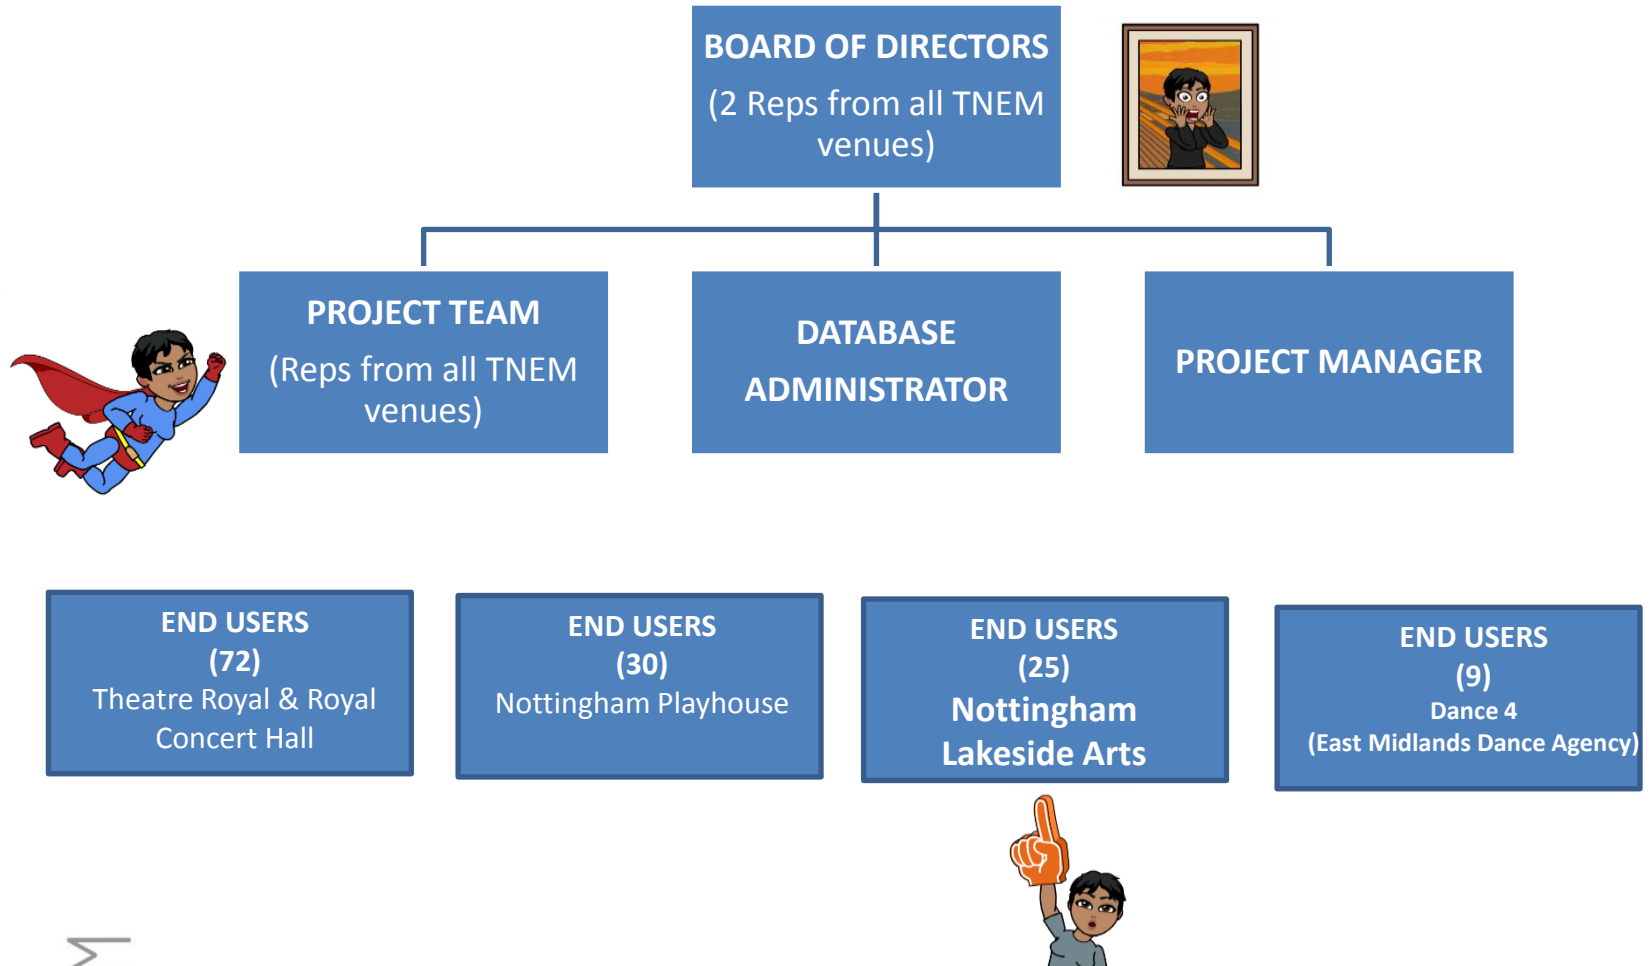 BOARD OF DIRECTORS
(2 Reps from all TNEM
venues)
PROJECT TEAM
(Reps from all TNEM
venues)
DATABASE
ADMINISTRATOR
PROJECT MANAGER
END USERS
(72)
Theatre Royal & Royal
Concert Hall
END USERS
(30)
Nottingham Playhouse
END USERS
(25)
Nottingham
Lakeside Arts
END USERS
(9)
Dance 4
(East Midlands Dance Agency)